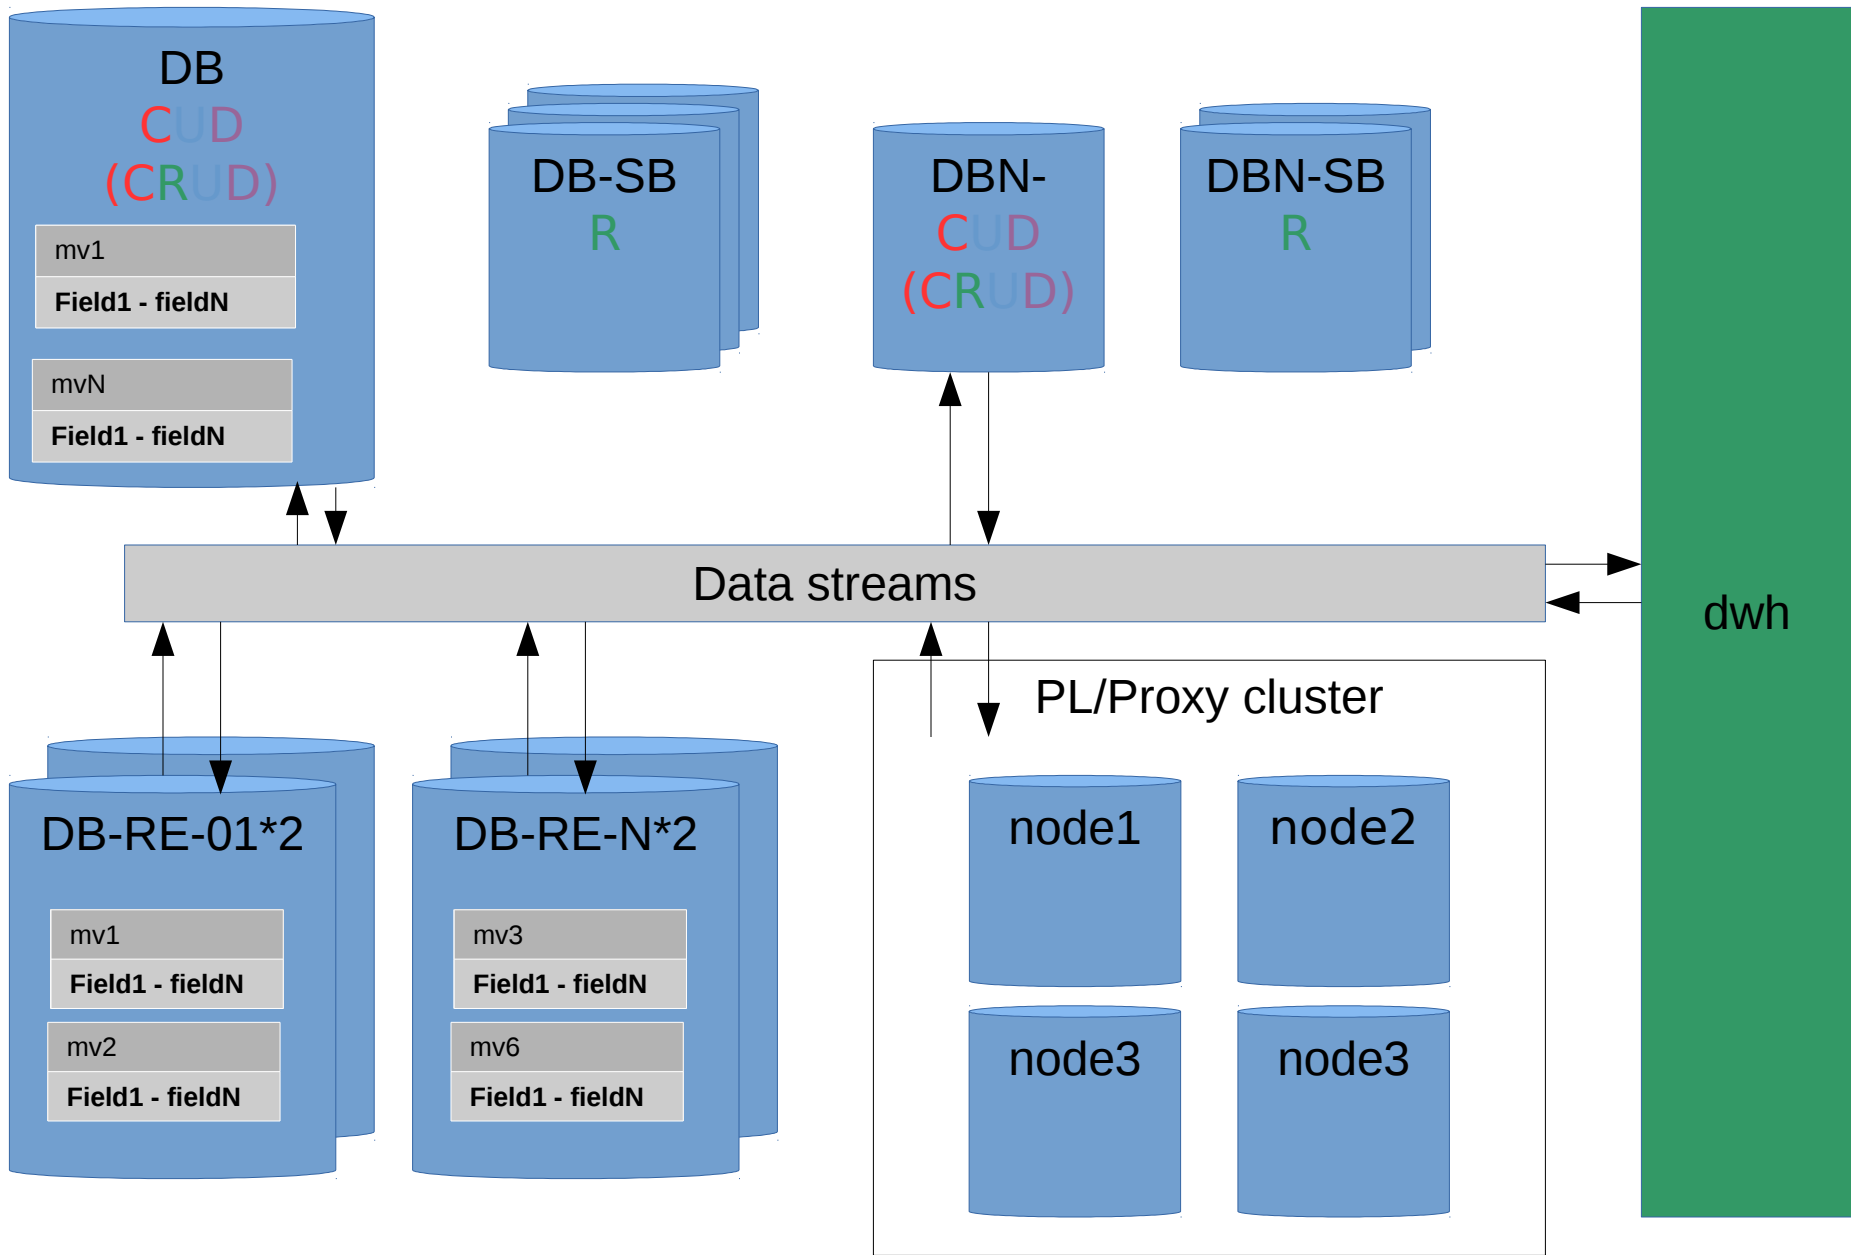 DB
CUD
(CRUD)
mv1
Field1 - fieldN
mvN
Field1 - fieldN
DB-SB
R
DBN-
CUD
(CRUD)
DBN-SB
R
Data streams
dwh
DB-RE-01*2
mv1
Field1 - fieldN
mv2
Field1 - fieldN
DB-RE-N*2
mv3
Field1 - fieldN
mv6
Field1 - fieldN
PL/Proxy cluster
node1
node2
node3
node3